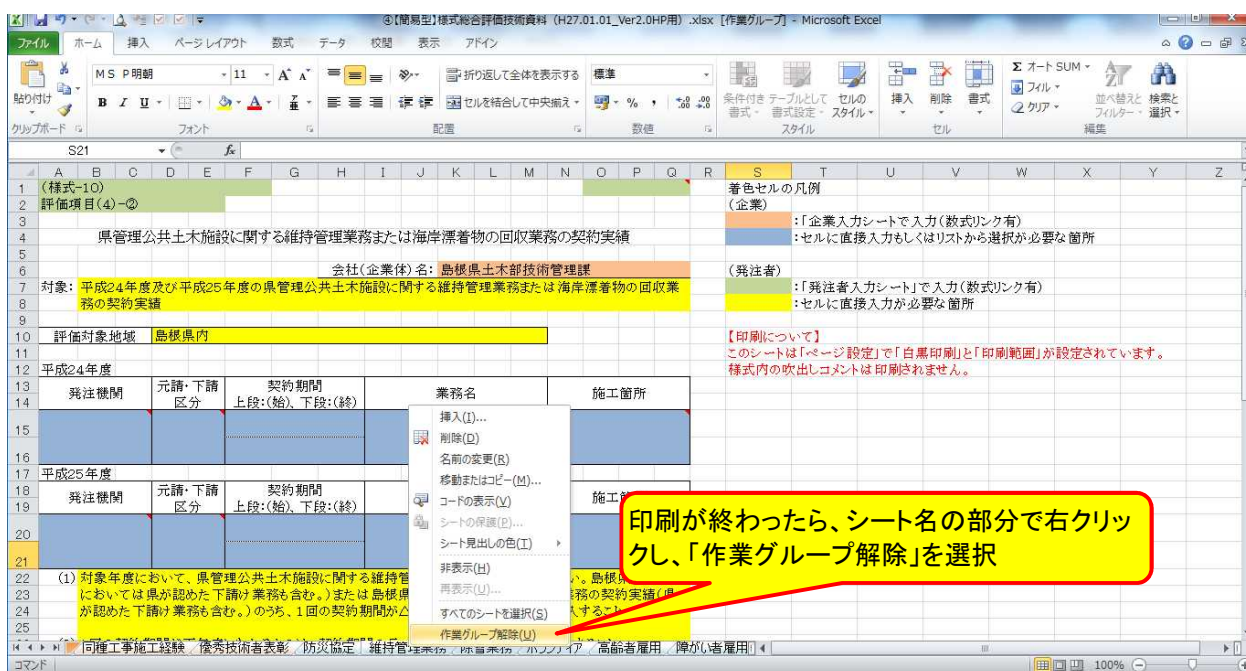 ④【簡易型】様式総合評価技術資料（H27.01.01_Ver2.0HP用）.xlsx [作業グループ] - Microsoft Excel
ファイル ホーム 挿入 ページ レイアウト 数式 データ 校閲 表示 アドイン
ＭＳ Ｐ明朝 11 折り返して全体を表示する 標準 Σ オート SUM
貼り付け B I U セルを結合して中央揃え % 条件付き書式 テーブルとして書式設定 セルのスタイル 挿入 削除 書式 フィル クリア 並べ替えとフィルター 検索と選択
クリップボード フォント 配置 数値 スタイル セル 編集
S21 fx
A B C D E F G H I J K L M N O P Q R S T U V W X Y Z
1 (様式-10) 着色セルの凡例
2 評価項目(4)-② (企業)
3 :「企業入力シートで入力(数式リンク有)
4 県管理公共土木施設に関する維持管理業務または海岸漂着物の回収業務の契約実績 :セルに直接入力もしくはリストから選択が必要な箇所
5
6 会社(企業体)名: 島根県土木部技術管理課 (発注者)
7 対象: 平成24年度及び平成25年度の県管理公共土木施設に関する維持管理業務または海岸漂着物の回収業 :「発注者入力シート」で入力(数式リンク有)
8 務の契約実績 :セルに直接入力が必要な箇所
9
10 評価対象地域 島根県内 【印刷について】
11 このシートは「ページ設定」で「白黒印刷」と「印刷範囲」が設定されています。
12 平成24年度 様式内の吹出しコメントは印刷されません。
13 発注機関 元請・下請 契約期間 業務名 施工箇所
14 区分 上段:(始)、下段:(終)
15
16
17 平成25年度
18 発注機関 元請・下請 契約期間
19 区分 上段:(始)、下段:(終)
20
21
22 (1) 対象年度において、県管理公共土木施設に関する維持管
23 においては県が認めた下請け業務も含む。)または島根県
24 が認めた下請け業務も含む。)のうち、1回の契約期間が
25
挿入(I)...
削除(D)
名前の変更(R)
移動またはコピー(M)...
コードの表示(V)
シートの保護(P)...
シート見出しの色(T)
非表示(H)
再表示(U)...
すべてのシートを選択(S)
作業グループ解除(U)
印刷が終わったら、シート名の部分で右クリッ
クし、「作業グループ解除」を選択
同種工事施工経験 優秀技術者表彰 防災協定 維持管理業務 除雪業務 ボランティア 高齢者雇用 障がい者雇用
コマンド 100%